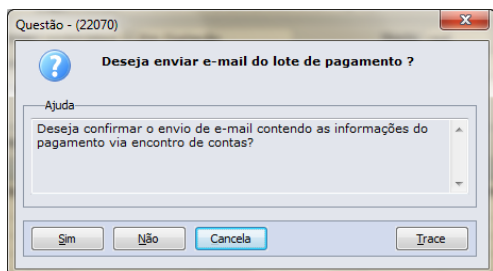 Questão - (22070)
Deseja enviar e-mail do lote de pagamento ?
Ajuda
Deseja confirmar o envio de e-mail contendo as informações do
pagamento via encontro de contas?
Sim Não Cancela Trace